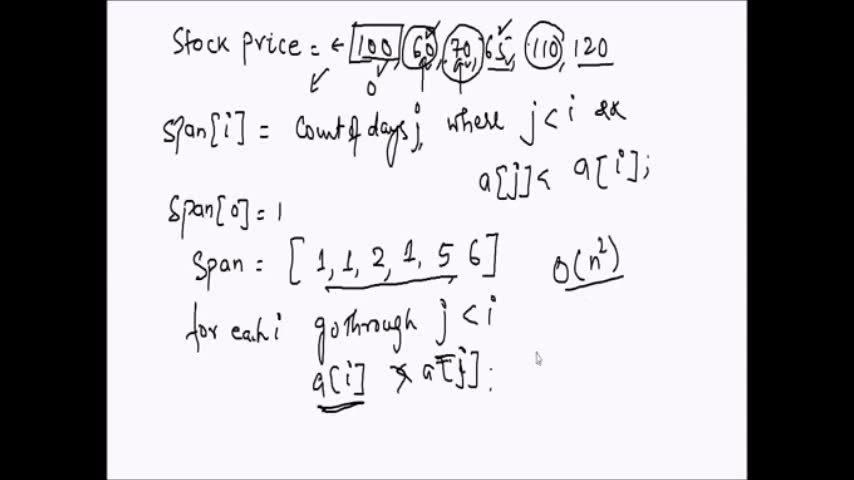 Stock price = ← 100, 60, 70, 65, 110, 120
0
span[i] = Count of days j, where j < i &&
a[j] < a[i];
Span[0] = 1
Span = [1, 1, 2, 1, 5 6] O(n²)
for each i go through j < i
a[i] > a[j];